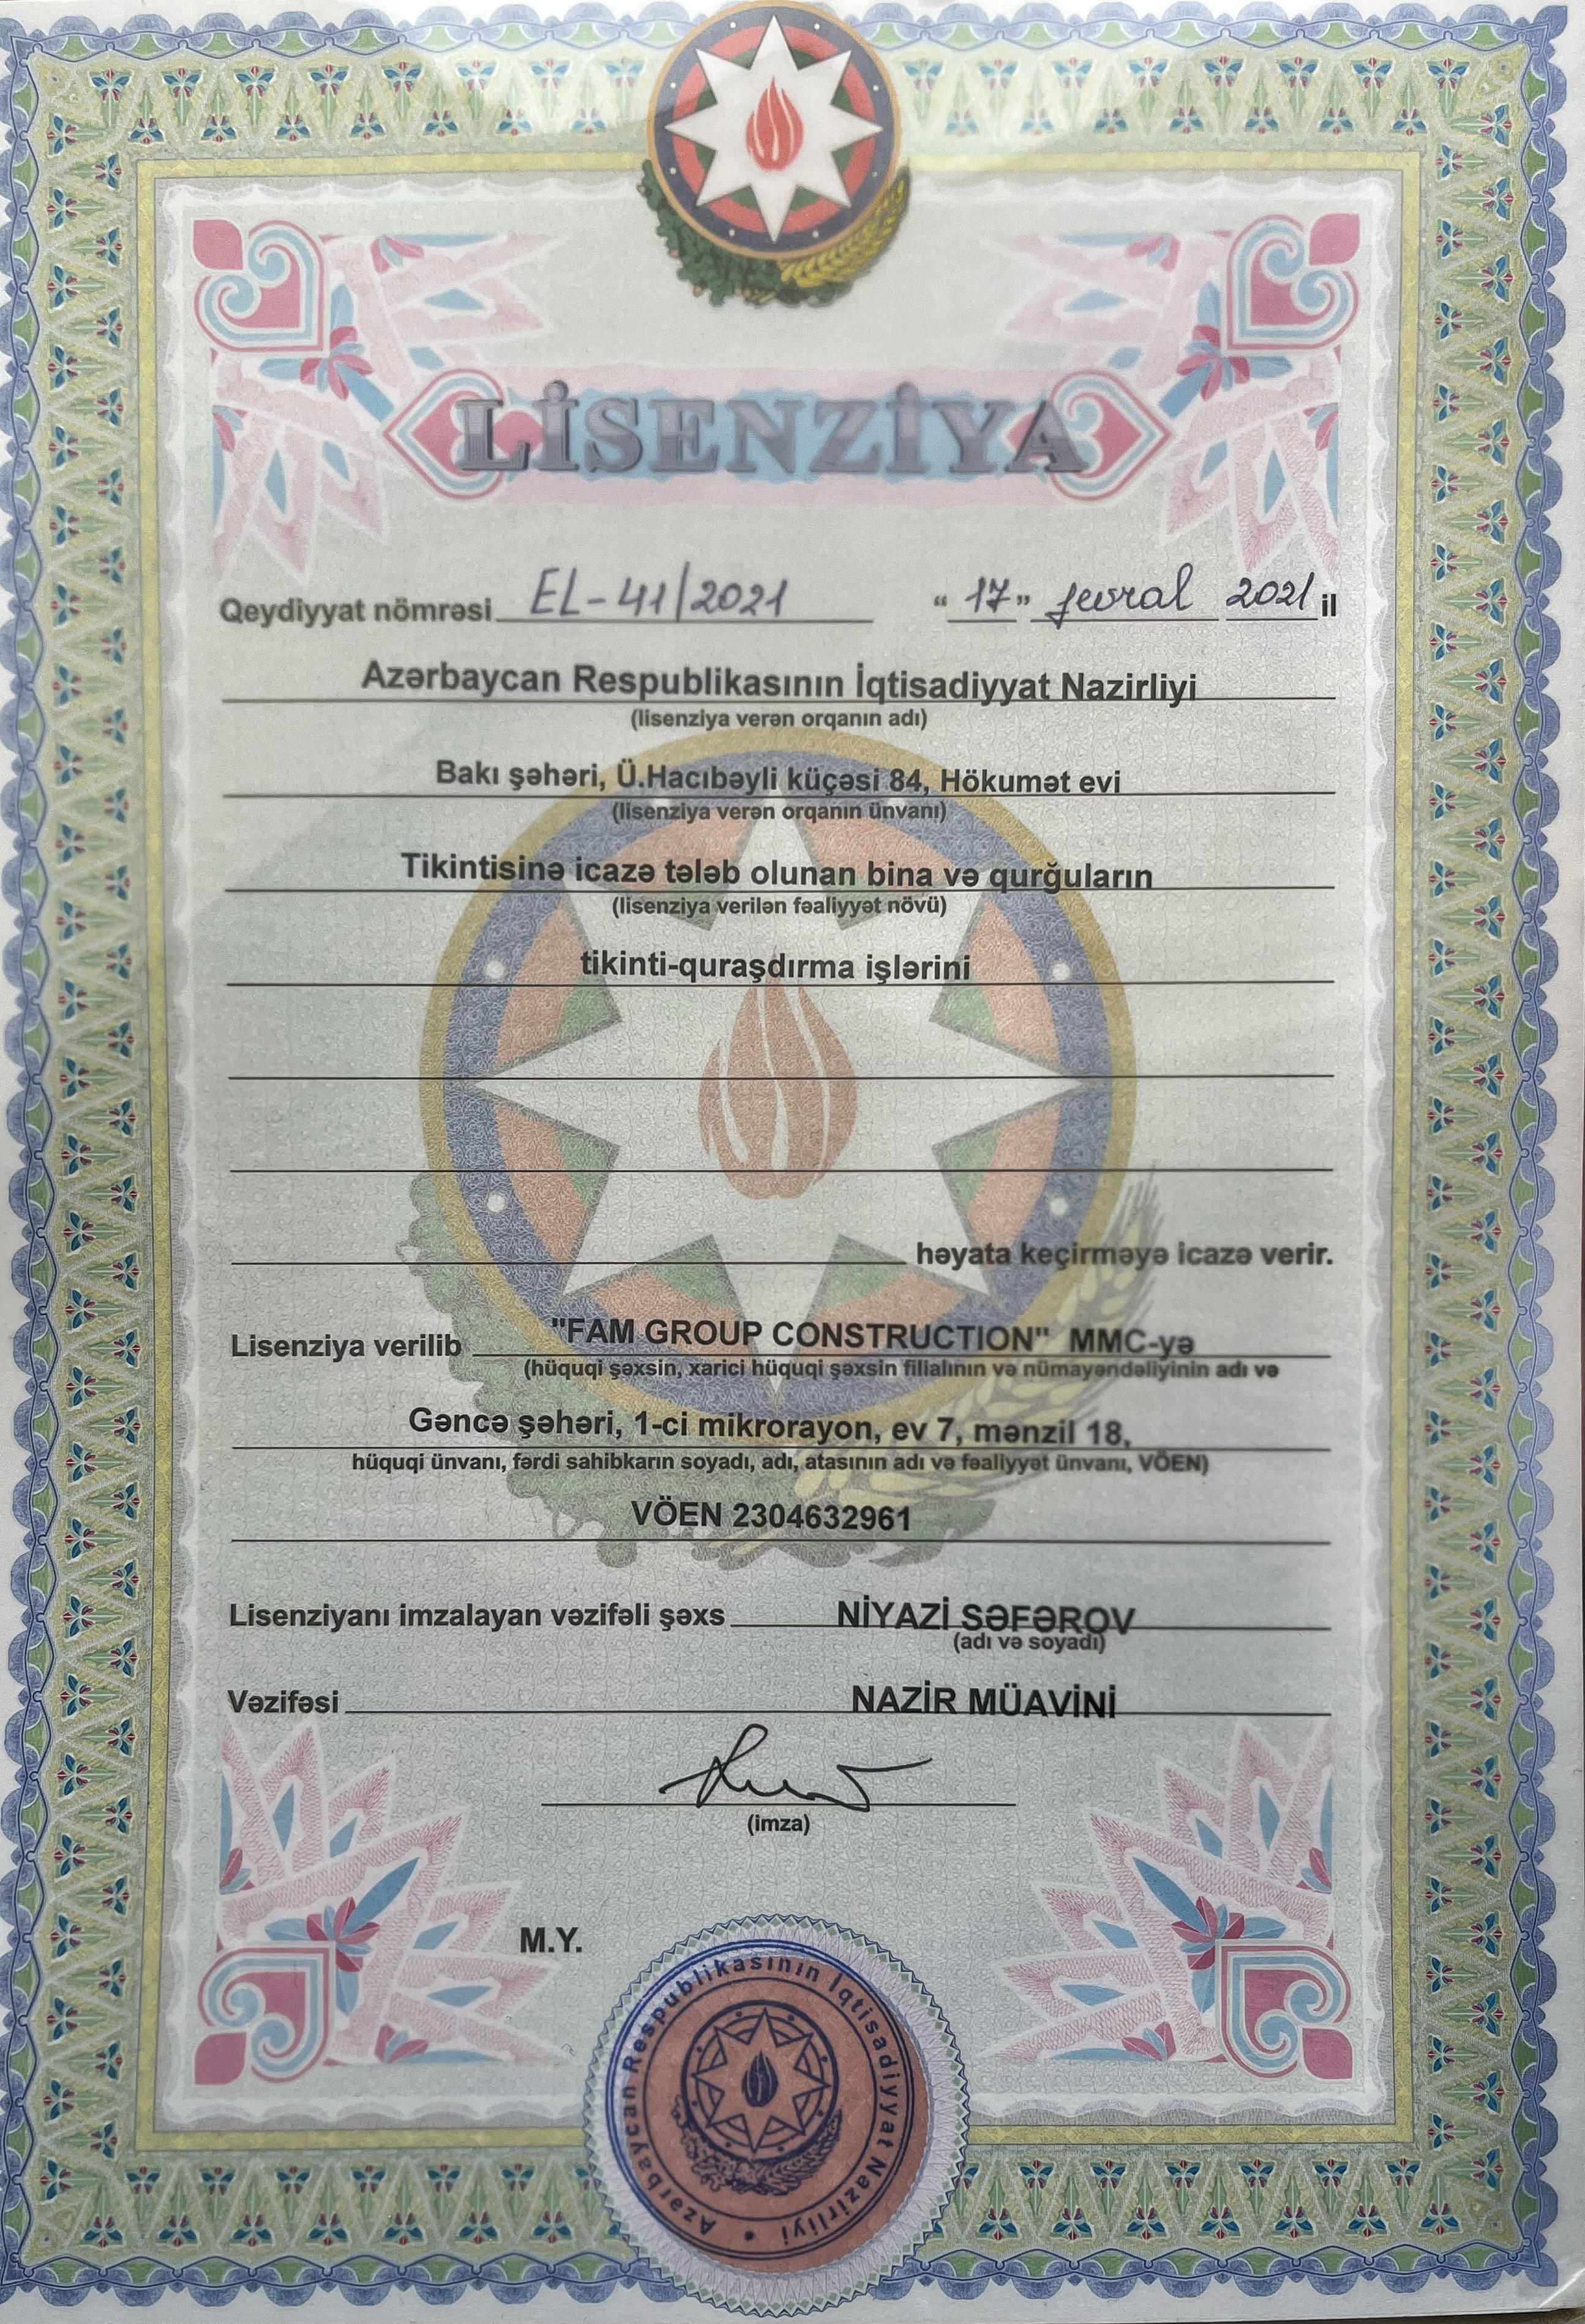 LİSENZİYA
Qeydiyyat nömrəsi EL-41/2021 “17” fevral 2021 il
Azərbaycan Respublikasının İqtisadiyyat Nazirliyi
(lisenziya verən orqanın adı)
Bakı şəhəri, Ü.Hacıbəyli küçəsi 84, Hökumət evi
(lisenziya verən orqanın ünvanı)
Tikintisinə icazə tələb olunan bina və qurğuların
(lisenziya verilən fəaliyyət növü)
tikinti-quraşdırma işlərini
həyata keçirməyə icazə verir.
Lisenziya verilib "FAM GROUP CONSTRUCTION" MMC-yə
(hüquqi şəxsin, xarici hüquqi şəxsin filialının və nümayəndəliyinin adı və
Gəncə şəhəri, 1-ci mikrorayon, ev 7, mənzil 18,
hüquqi ünvanı, fərdi sahibkarın soyadı, adı, atasının adı və fəaliyyət ünvanı, VÖEN)
VÖEN 2304632961
Lisenziyanı imzalayan vəzifəli şəxs NİYAZİ SƏFƏROV
(adı və soyadı)
Vəzifəsi NAZİR MÜAVİNİ
(imza)
M.Y.
Azərbaycan Respublikasının İqtisadiyyat Nazirliyi